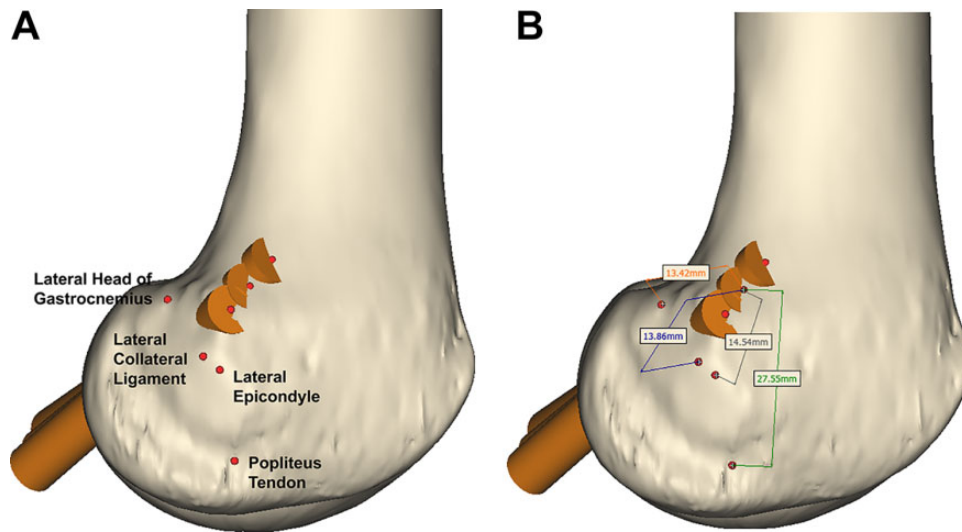 A
B
Lateral Head of
Gastrocnemius
Lateral
Collateral
Ligament
Lateral
Epicondyle
Popliteus
Tendon
13.42mm
13.86mm
14.54mm
27.55mm